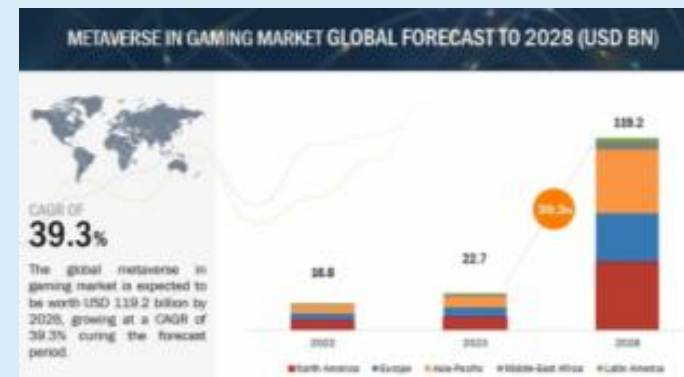 METAVERSE IN GAMING MARKET GLOBAL FORECAST TO 2028 (USD BN)
CAGR OF
39.3%
The global metaverse in
gaming market is expected to
be worth USD 119.2 billion by
2028, growing at a CAGR of
39.3% curing the forecast
period.
119.2
39.3%
22.7
2022
2023
2028
North America Europe Asia-Pacific Middle-East Africa Latin America